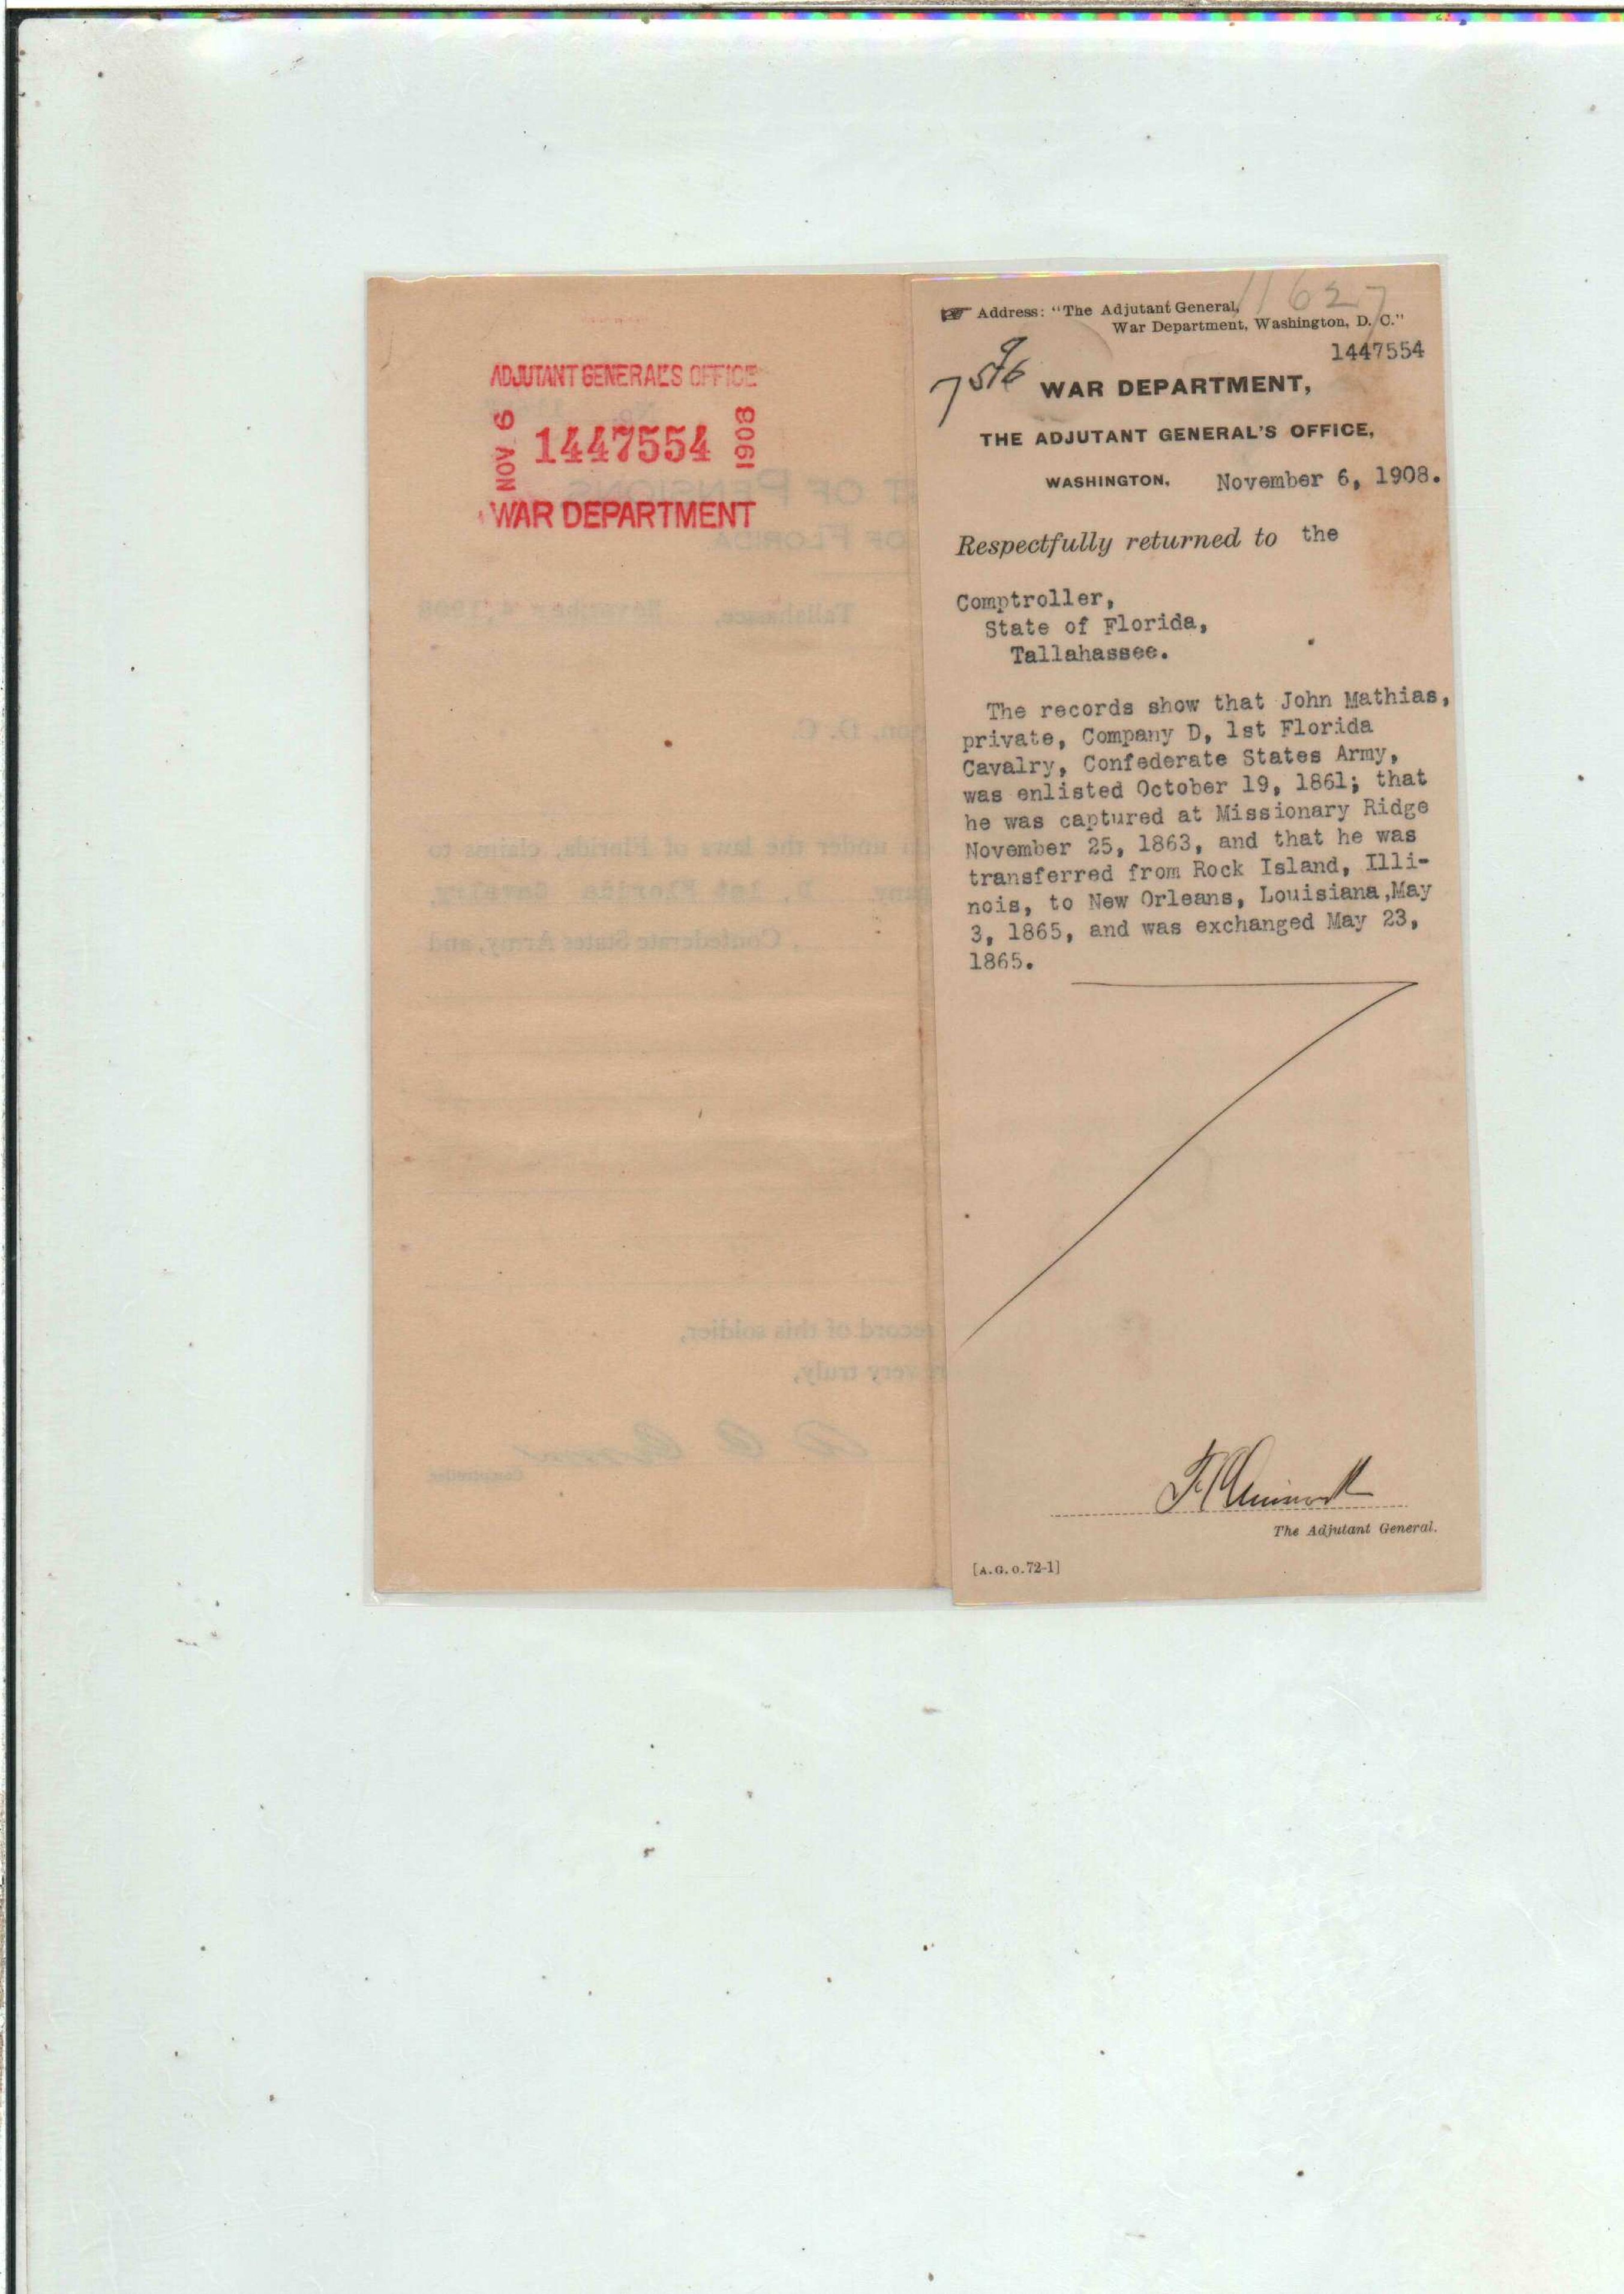 ADJUTANT GENERAL'S OFFICE
NOV 6 1447554 1908
WAR DEPARTMENT
11627
Address: "The Adjutant General,
War Department, Washington, D. C."
1447554
WAR DEPARTMENT,
THE ADJUTANT GENERAL'S OFFICE,
WASHINGTON, November 6, 1908.
Respectfully returned to the
Comptroller,
State of Florida,
Tallahassee.
The records show that John Mathias,
private, Company D, 1st Florida
Cavalry, Confederate States Army,
was enlisted October 19, 1861; that
he was captured at Missionary Ridge
November 25, 1863, and that he was
transferred from Rock Island, Illi-
nois, to New Orleans, Louisiana,May
3, 1865, and was exchanged May 23,
1865.
The Adjutant General.
[A.G.O.72-1]